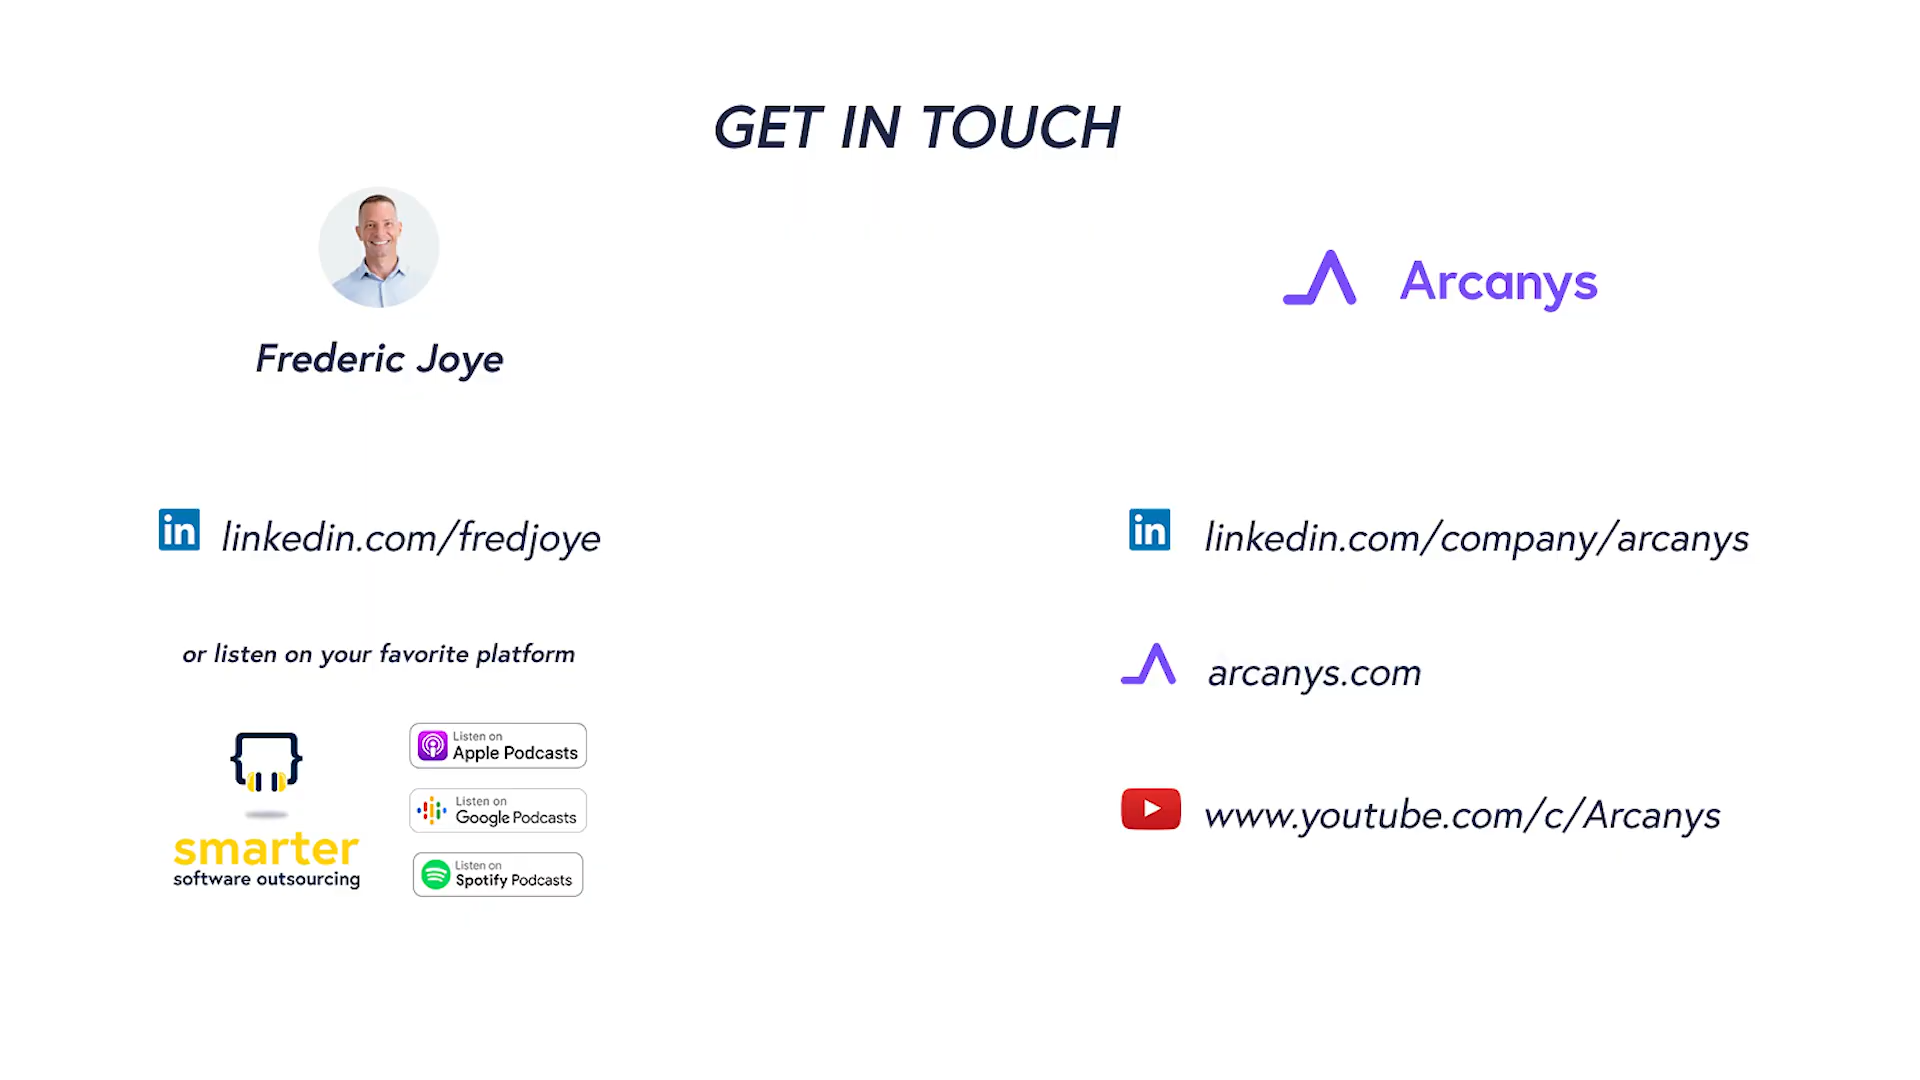 GET IN TOUCH
Frederic Joye
Arcanys
in linkedin.com/fredjoye
in linkedin.com/company/arcanys
or listen on your favorite platform
arcanys.com
Listen on
Apple Podcasts
Listen on
Google Podcasts
www.youtube.com/c/Arcanys
smarter
software outsourcing
Listen on
Spotify Podcasts